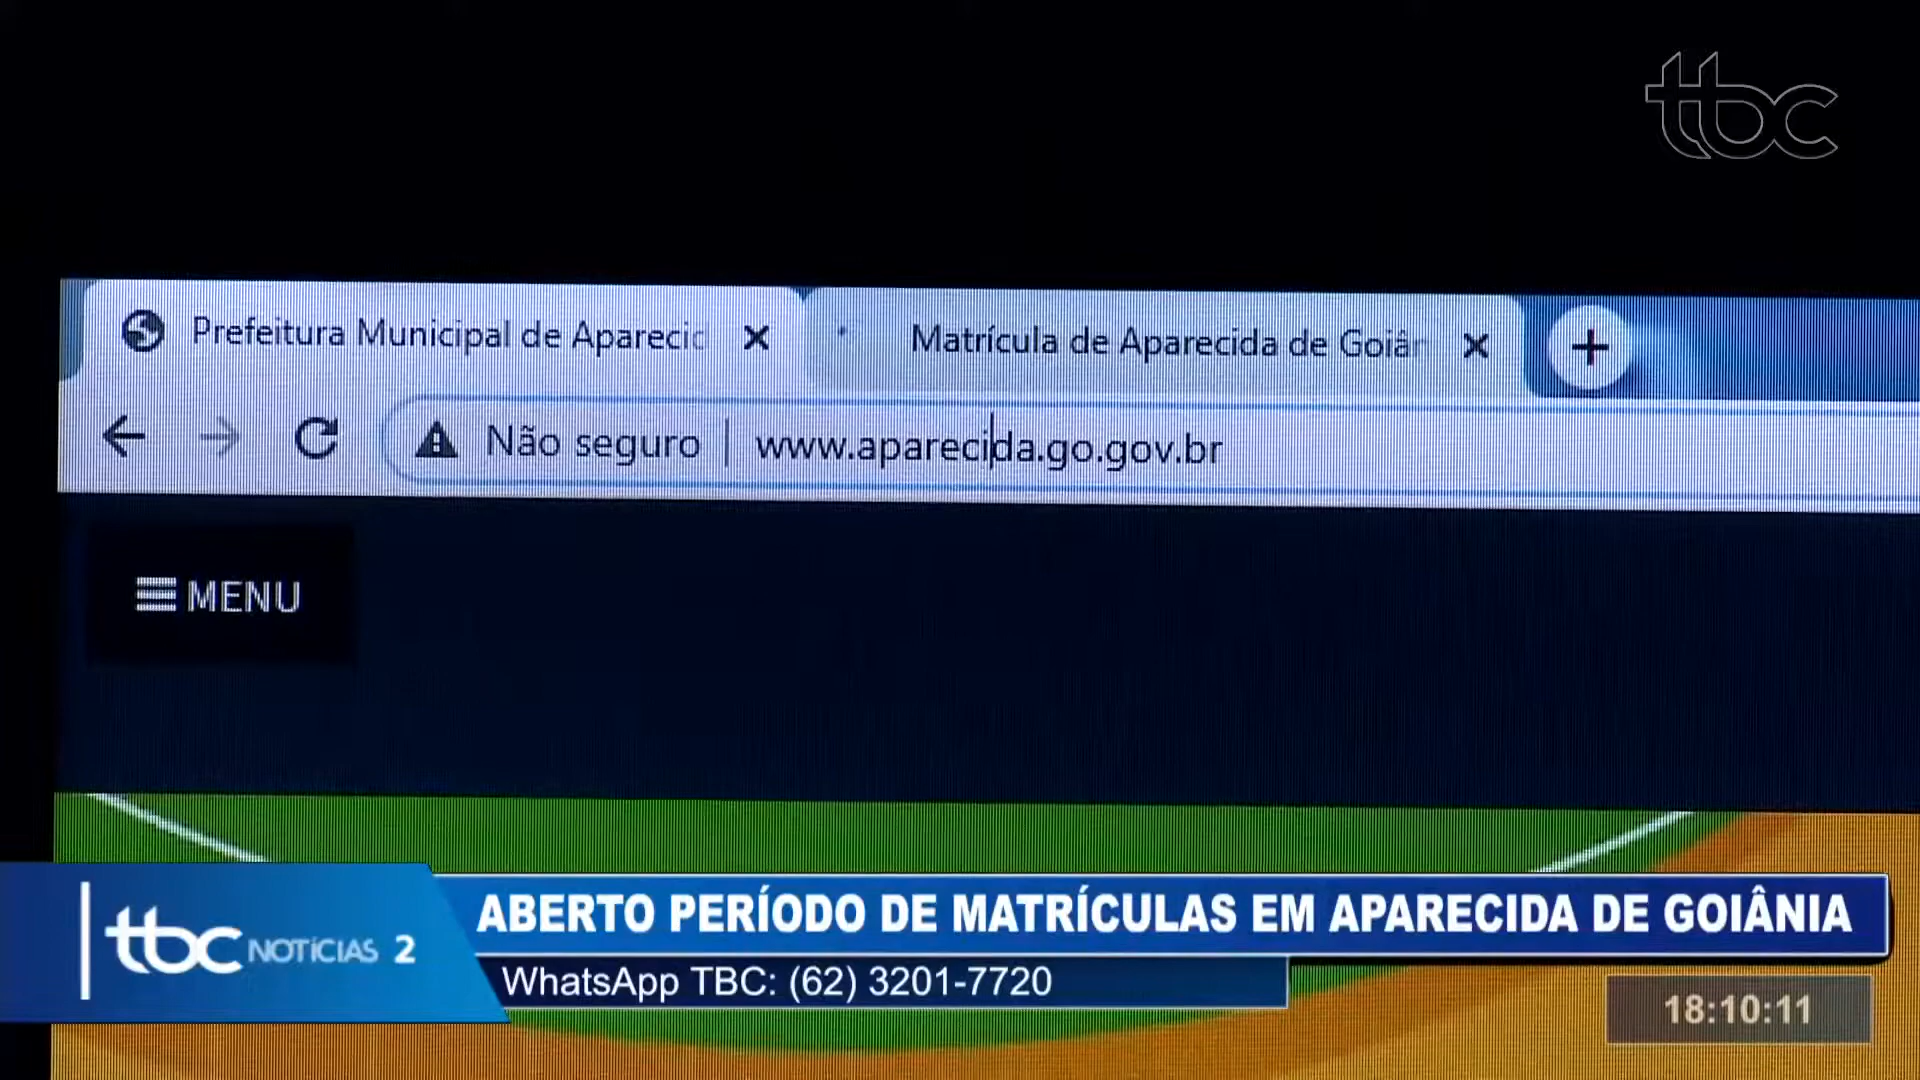 tbc
Prefeitura Municipal de Aparecid
Matrícula de Aparecida de Goiân
Não seguro | www.aparecida.go.gov.br
MENU
ABERTO PERÍODO DE MATRÍCULAS EM APARECIDA DE GOIÂNIA
tbc NOTÍCIAS 2
WhatsApp TBC: (62) 3201-7720
18:10:11